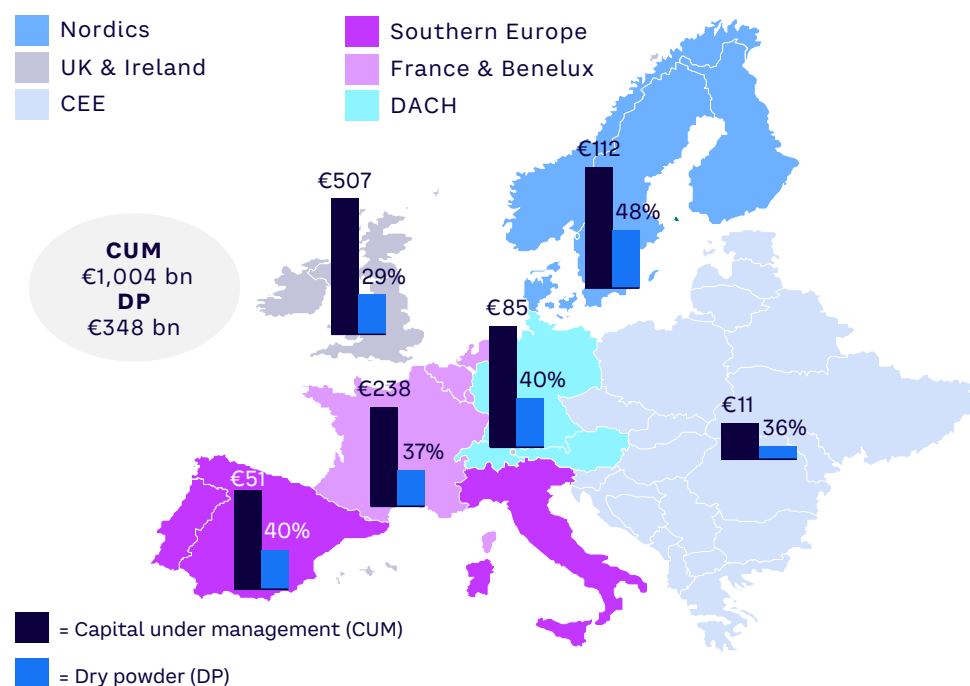 Nordics
UK & Ireland
CEE
Southern Europe
France & Benelux
DACH
€112
48%
€507
29%
CUM
€1,004 bn
DP
€348 bn
€85
40%
€238
37%
€11
36%
€51
40%
= Capital under management (CUM)
= Dry powder (DP)